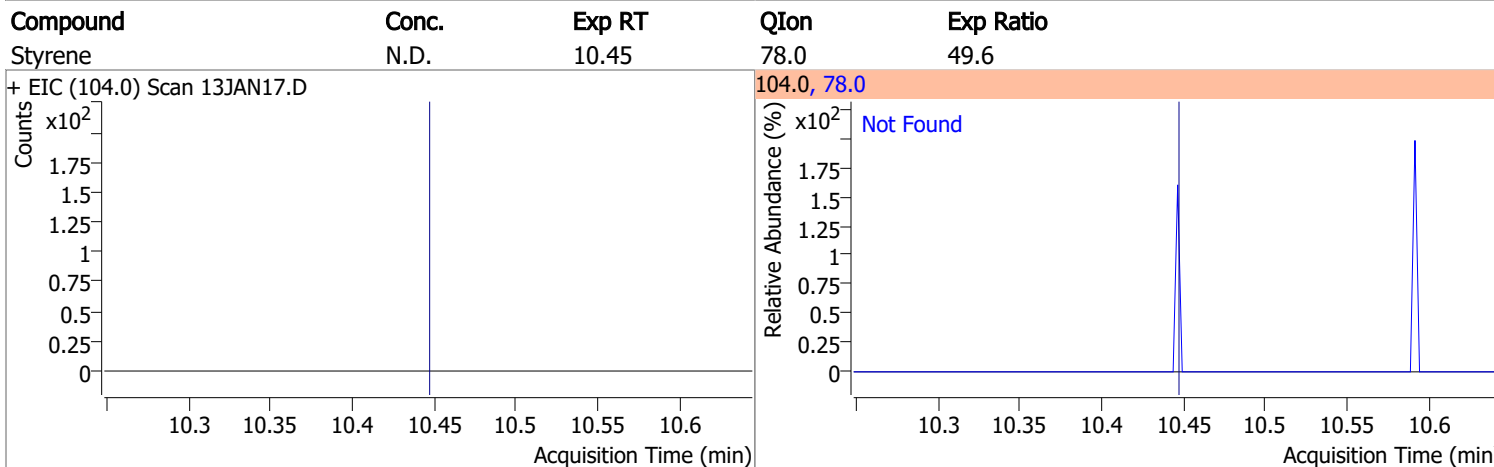 Compound Conc. Exp RT QIon Exp Ratio
Styrene N.D. 10.45 78.0 49.6
+ EIC (104.0) Scan 13JAN17.D
Counts
x10²
1.75
1.5
1.25
1
0.75
0.5
0.25
0
10.3 10.35 10.4 10.45 10.5 10.55 10.6
Acquisition Time (min)
104.0, 78.0
Relative Abundance (%)
x10²
Not Found
1.75
1.5
1.25
1
0.75
0.5
0.25
0
10.3 10.35 10.4 10.45 10.5 10.55 10.6
Acquisition Time (min